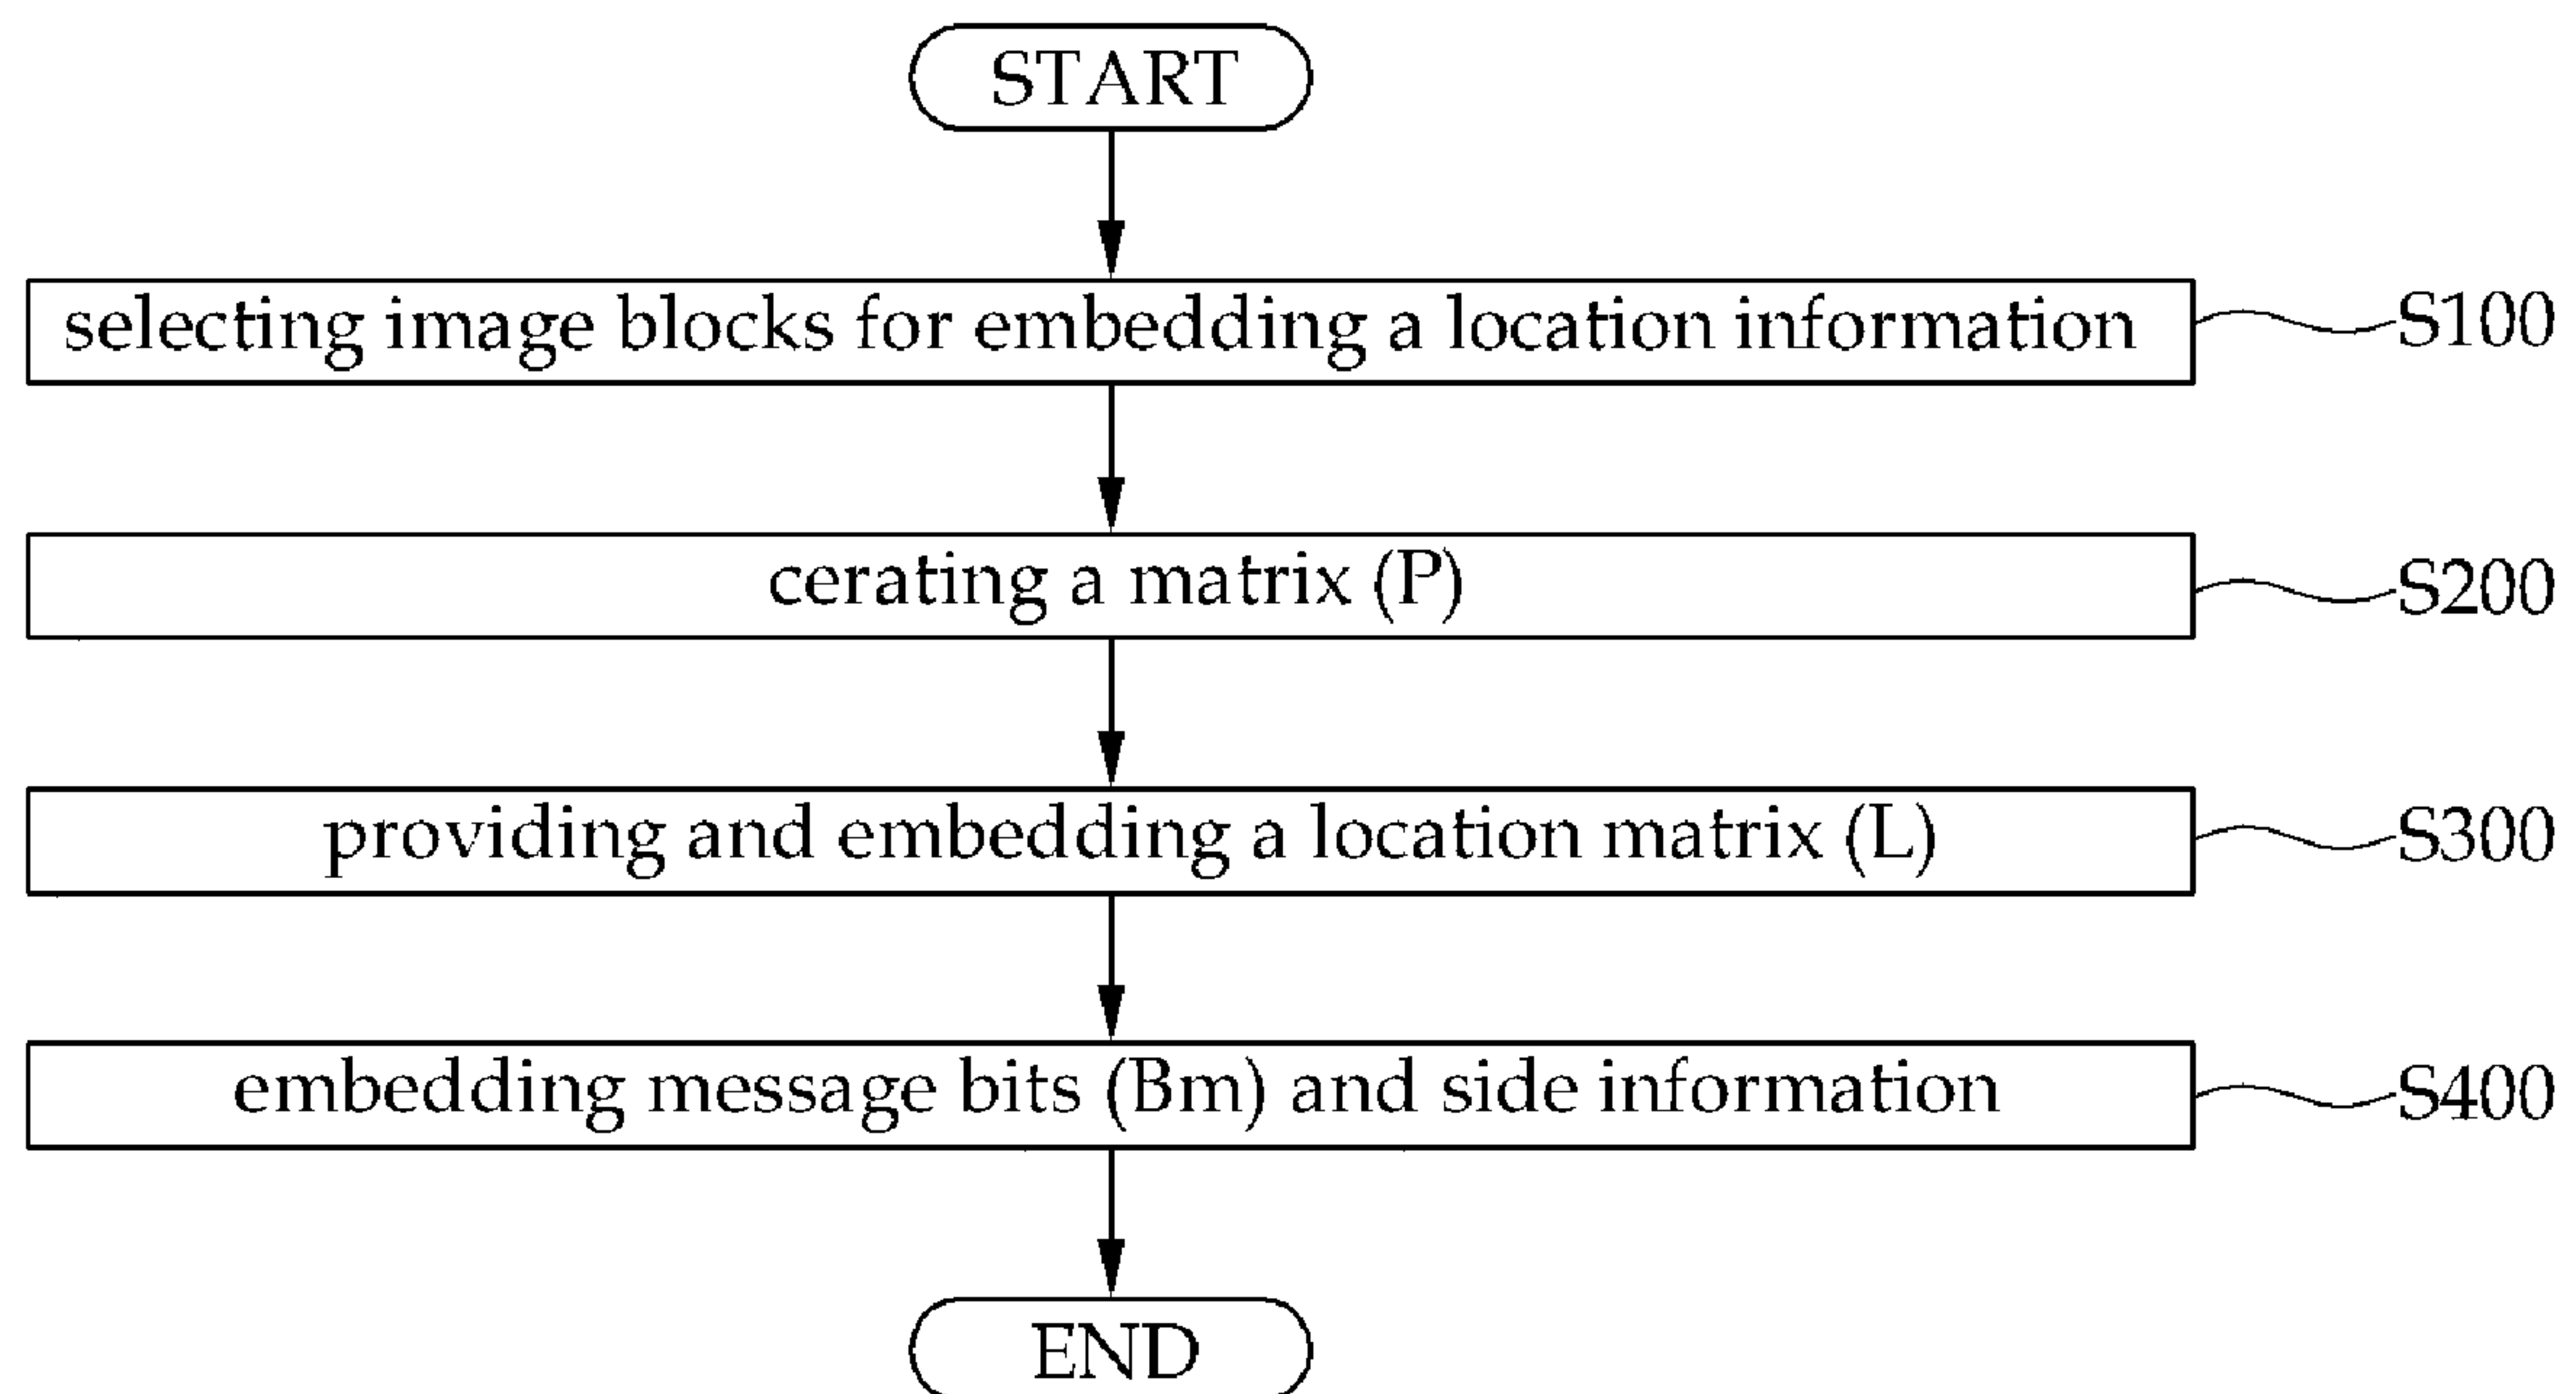 START
selecting image blocks for embedding a location information
S100
cerating a matrix (P)
S200
providing and embedding a location matrix (L)
S300
embedding message bits (Bm) and side information
S400
END